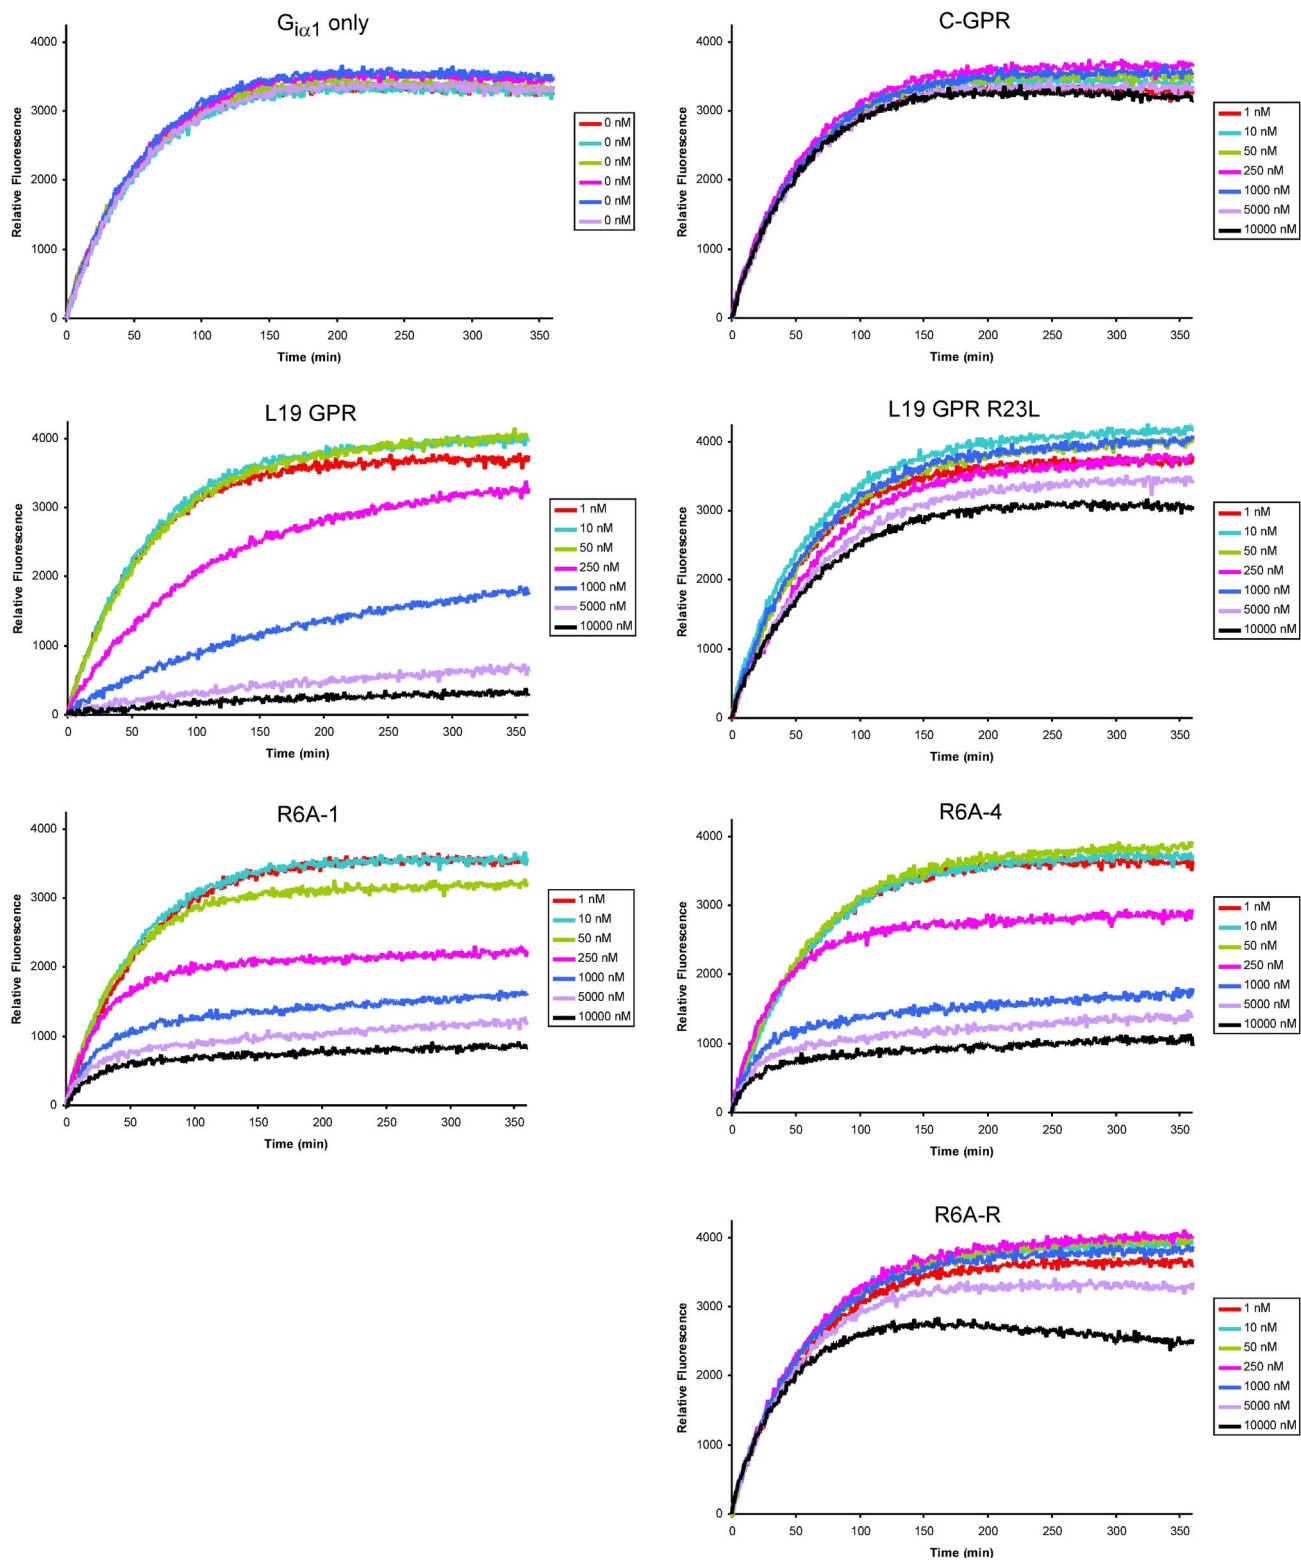 Giα1 only
Relative Fluorescence
4000
3000
2000
1000
0
0 50 100 150 200 250 300 350
Time (min)
0 nM
0 nM
0 nM
0 nM
0 nM
0 nM
C-GPR
Relative Fluorescence
4000
3000
2000
1000
0
0 50 100 150 200 250 300 350
Time (min)
1 nM
10 nM
50 nM
250 nM
1000 nM
5000 nM
10000 nM
L19 GPR
Relative Fluorescence
4000
3000
2000
1000
0
0 50 100 150 200 250 300 350
Time (min)
1 nM
10 nM
50 nM
250 nM
1000 nM
5000 nM
10000 nM
L19 GPR R23L
Relative Fluorescence
4000
3000
2000
1000
0
0 50 100 150 200 250 300 350
Time (min)
1 nM
10 nM
50 nM
250 nM
1000 nM
5000 nM
10000 nM
R6A-1
Relative Fluorescence
4000
3000
2000
1000
0
0 50 100 150 200 250 300 350
Time (min)
1 nM
10 nM
50 nM
250 nM
1000 nM
5000 nM
10000 nM
R6A-4
Relative Fluorescence
4000
3000
2000
1000
0
0 50 100 150 200 250 300 350
Time (min)
1 nM
10 nM
50 nM
250 nM
1000 nM
5000 nM
10000 nM
R6A-R
Relative Fluorescence
4000
3000
2000
1000
0
0 50 100 150 200 250 300 350
Time (min)
1 nM
10 nM
50 nM
250 nM
1000 nM
5000 nM
10000 nM